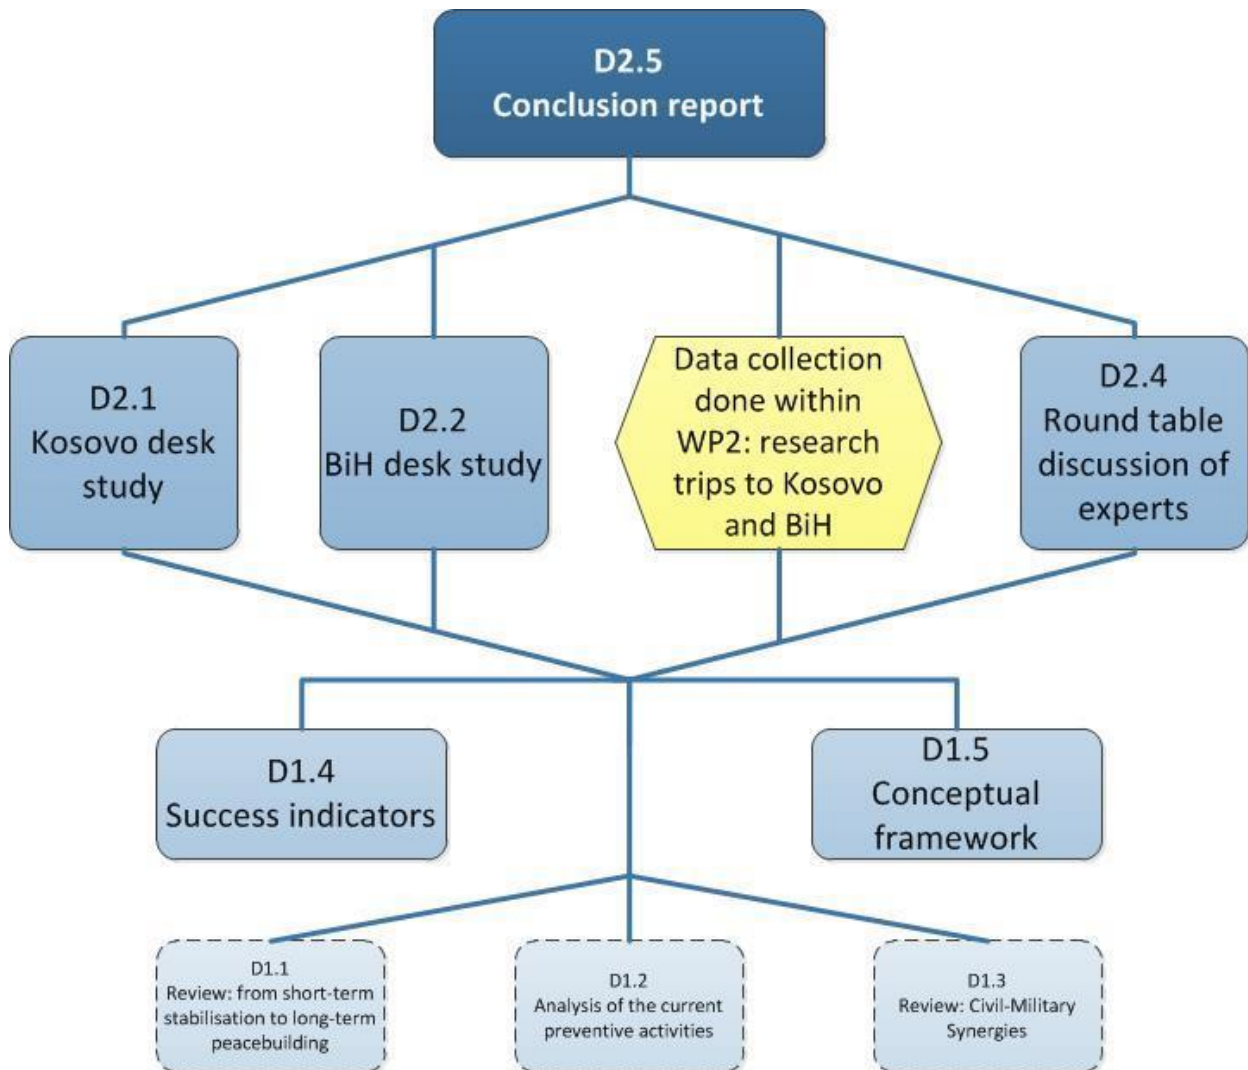 D2.5
Conclusion report
D2.1
Kosovo desk
study
D2.2
BiH desk study
Data collection
done within
WP2: research
trips to Kosovo
and BiH
D2.4
Round table
discussion of
experts
D1.4
Success indicators
D1.5
Conceptual
framework
D1.1
Review: from short-term
stabilisation to long-term
peacebuilding
D1.2
Analysis of the current
preventive activities
D1.3
Review: Civil-Military
Synergies